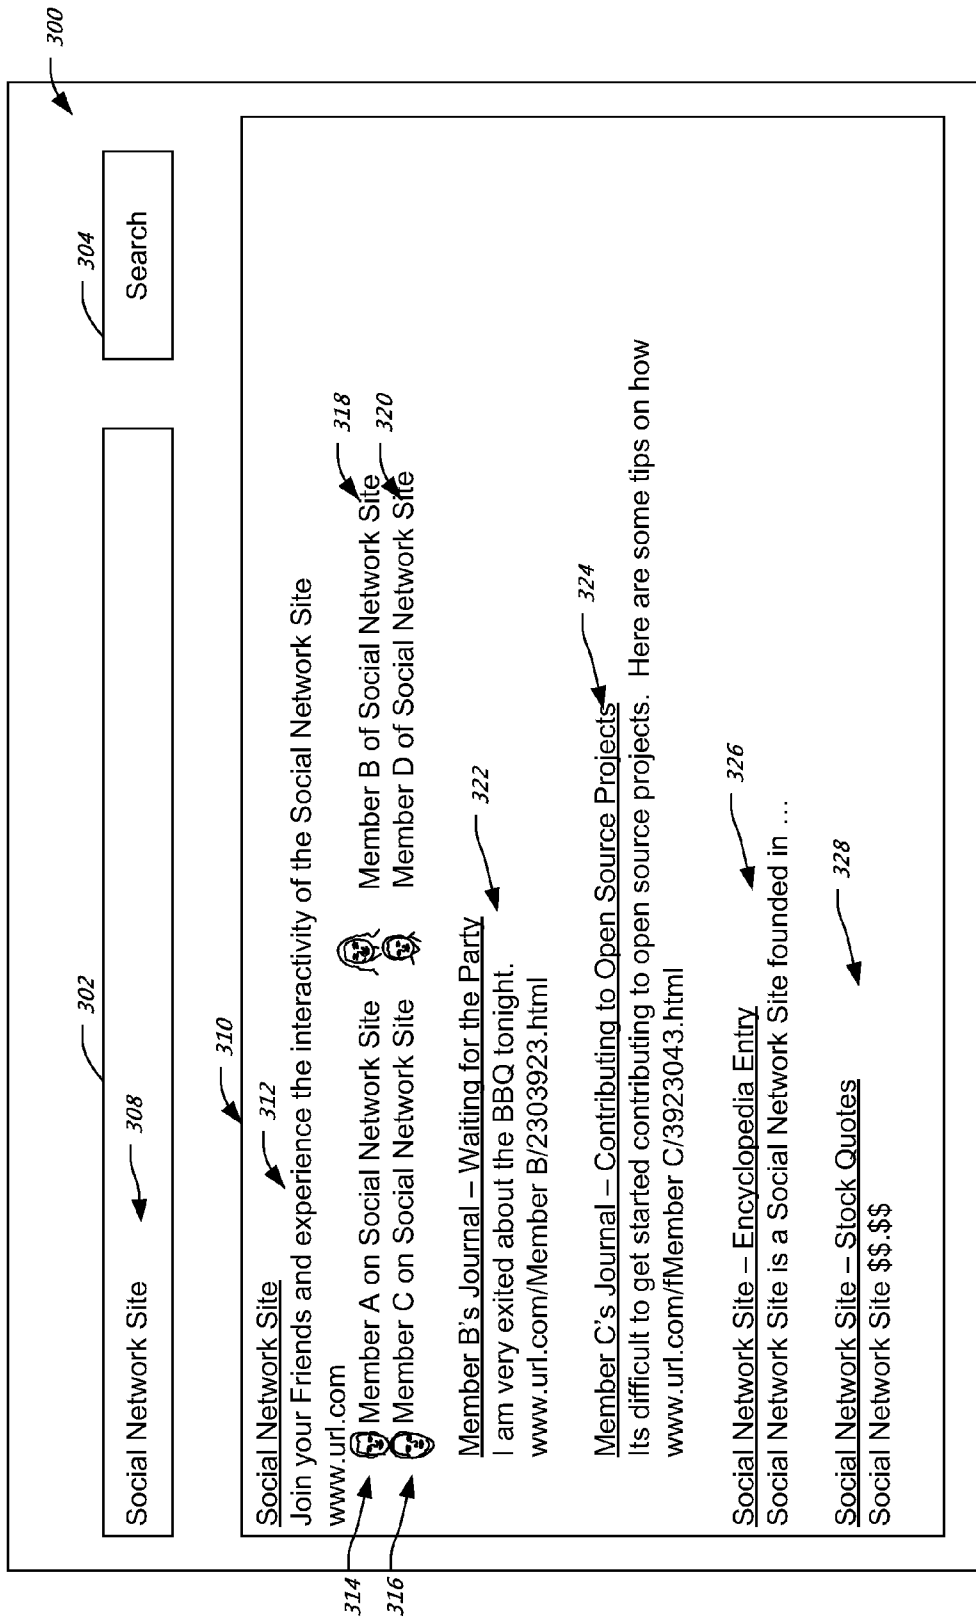 300
302
304
Social Network Site
308
Search
310
Social Network Site
312
Join your Friends and experience the interactivity of the Social Network Site
www.url.com
314
Member A on Social Network Site
Member B of Social Network Site
318
316
Member C on Social Network Site
Member D of Social Network Site
320
Member B's Journal – Waiting for the Party
322
I am very exited about the BBQ tonight.
www.url.com/Member B/2303923.html
Member C's Journal – Contributing to Open Source Projects
324
Its difficult to get started contributing to open source projects. Here are some tips on how
www.url.com/fMember C/3923043.html
Social Network Site – Encyclopedia Entry
326
Social Network Site is a Social Network Site founded in …
Social Network Site – Stock Quotes
328
Social Network Site $$.$$